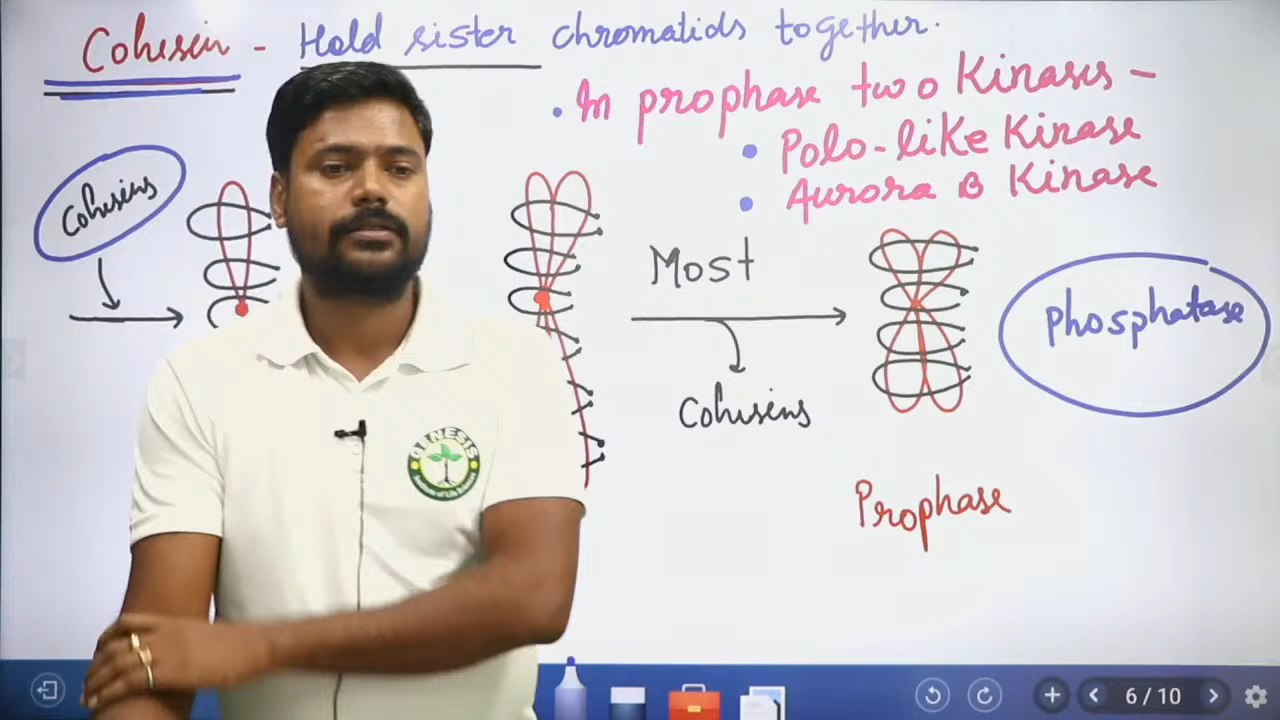 Cohesin - Hold sister chromatids together.
• In prophase two Kinases -
• Polo-like Kinase
• Aurora B Kinase
Cohesins
Most
Cohesins
Phosphatase
Prophase
GENESIS
6 / 10